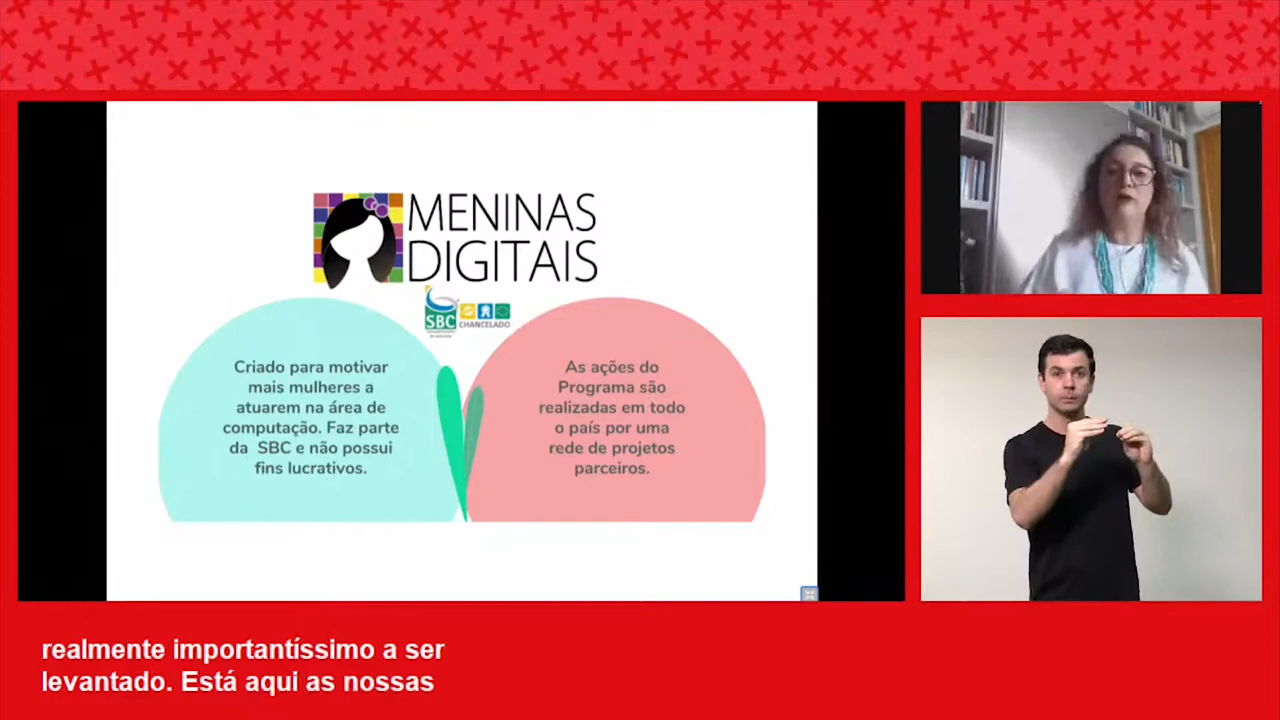 MENINAS
DIGITAIS
SBC
CHANCELADO
Criado para motivar
mais mulheres a
atuarem na área de
computação. Faz parte
da SBC e não possui
fins lucrativos.
As ações do
Programa são
realizadas em todo
o país por uma
rede de projetos
parceiros.
realmente importantíssimo a ser
levantado. Está aqui as nossas